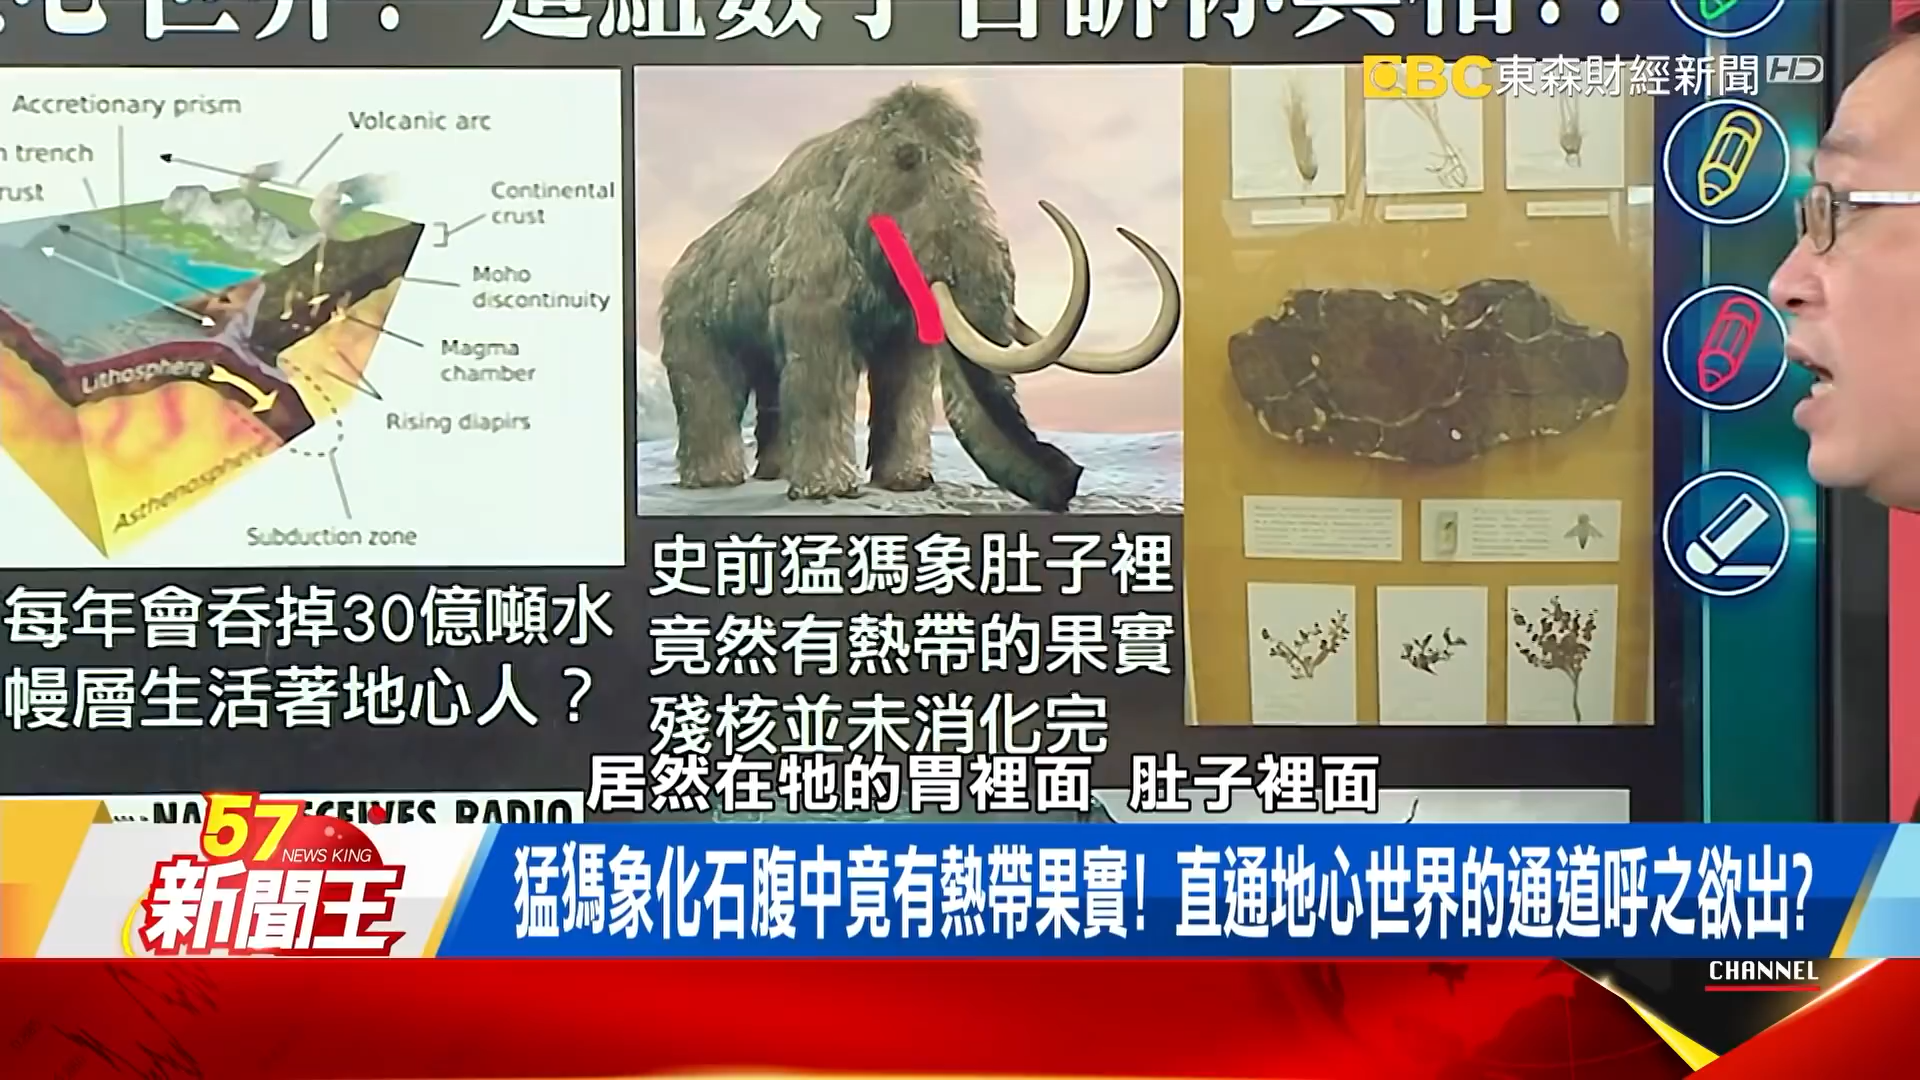 EBC東森財經新聞HD
Accretionary prism
Volcanic arc
trench
Continental
crust
Moho
discontinuity
Magma
chamber
Lithosphere
Rising diapirs
Asthenosphere
Subduction zone
每年會吞掉30億噸水
幔層生活著地心人？
史前猛獁象肚子裡
竟然有熱帶的果實
殘核並未消化完
居然在牠的胃裡面 肚子裡面
57
NEWS KING
新聞王
猛獁象化石腹中竟有熱帶果實! 直通地心世界的通道呼之欲出?
CHANNEL